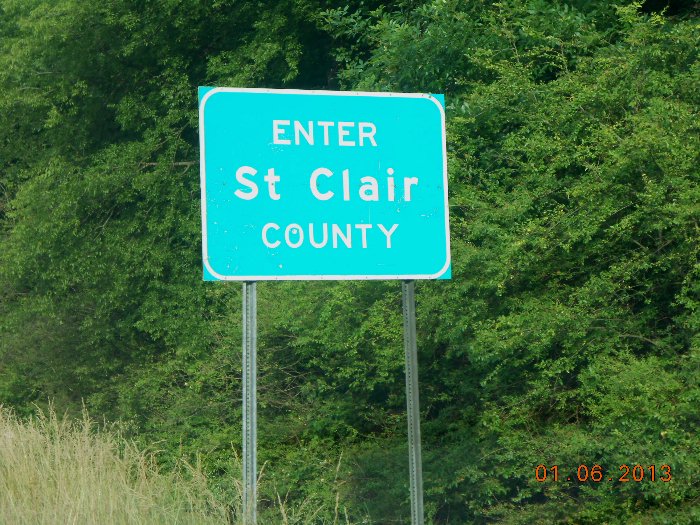 ENTER
St Clair
COUNTY
01.06.2013